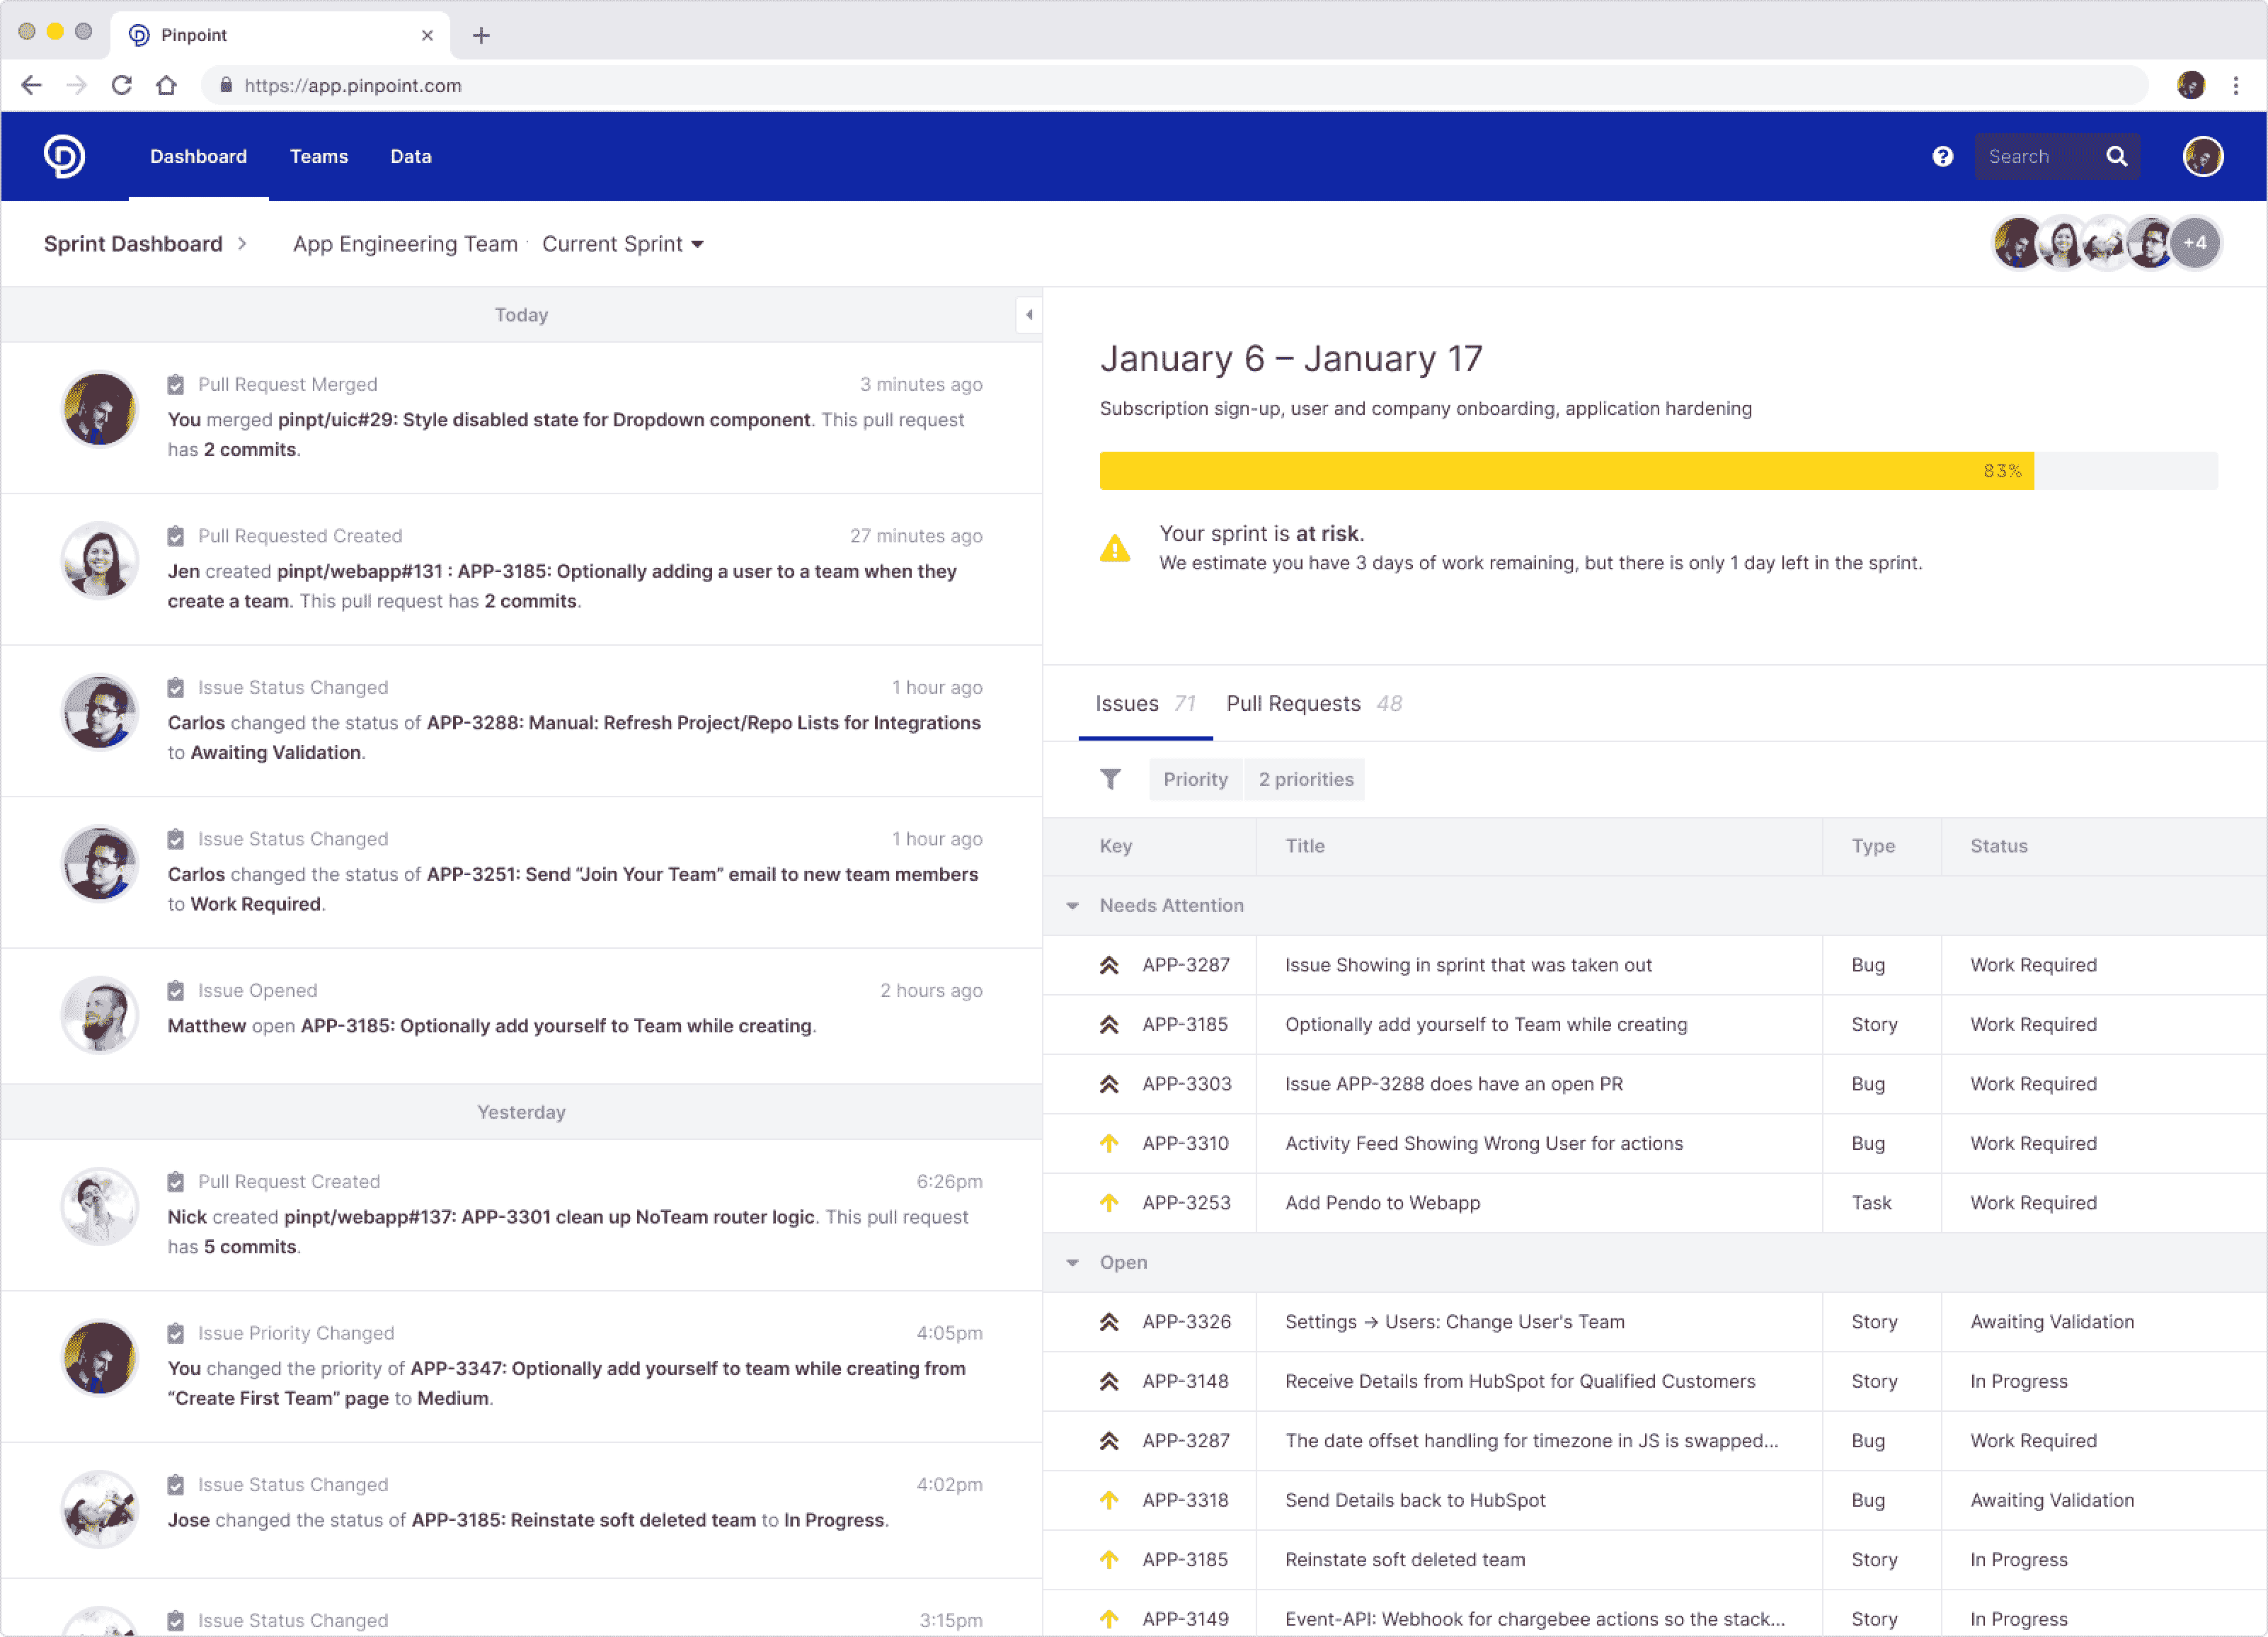 Pinpoint
https://app.pinpoint.com
Dashboard Teams Data Search
Sprint Dashboard App Engineering Team · Current Sprint +4
Today
Pull Request Merged 3 minutes ago
You merged pinpt/uic#29: Style disabled state for Dropdown component. This pull request
has 2 commits.
Pull Requested Created 27 minutes ago
Jen created pinpt/webapp#131 : APP-3185: Optionally adding a user to a team when they
create a team. This pull request has 2 commits.
Issue Status Changed 1 hour ago
Carlos changed the status of APP-3288: Manual: Refresh Project/Repo Lists for Integrations
to Awaiting Validation.
Issue Status Changed 1 hour ago
Carlos changed the status of APP-3251: Send “Join Your Team” email to new team members
to Work Required.
Issue Opened 2 hours ago
Matthew open APP-3185: Optionally add yourself to Team while creating.
Yesterday
Pull Request Created 6:26pm
Nick created pinpt/webapp#137: APP-3301 clean up NoTeam router logic. This pull request
has 5 commits.
Issue Priority Changed 4:05pm
You changed the priority of APP-3347: Optionally add yourself to team while creating from
“Create First Team” page to Medium.
Issue Status Changed 4:02pm
Jose changed the status of APP-3185: Reinstate soft deleted team to In Progress.
Issue Status Changed 3:15pm
January 6 – January 17
Subscription sign-up, user and company onboarding, application hardening
83%
Your sprint is at risk.
We estimate you have 3 days of work remaining, but there is only 1 day left in the sprint.
Issues 71 Pull Requests 48
Priority 2 priorities
Key Title Type Status
Needs Attention
APP-3287 Issue Showing in sprint that was taken out Bug Work Required
APP-3185 Optionally add yourself to Team while creating Story Work Required
APP-3303 Issue APP-3288 does have an open PR Bug Work Required
APP-3310 Activity Feed Showing Wrong User for actions Bug Work Required
APP-3253 Add Pendo to Webapp Task Work Required
Open
APP-3326 Settings → Users: Change User's Team Story Awaiting Validation
APP-3148 Receive Details from HubSpot for Qualified Customers Story In Progress
APP-3287 The date offset handling for timezone in JS is swapped... Bug Work Required
APP-3318 Send Details back to HubSpot Bug Awaiting Validation
APP-3185 Reinstate soft deleted team Story In Progress
APP-3149 Event-API: Webhook for chargebee actions so the stack... Story In Progress